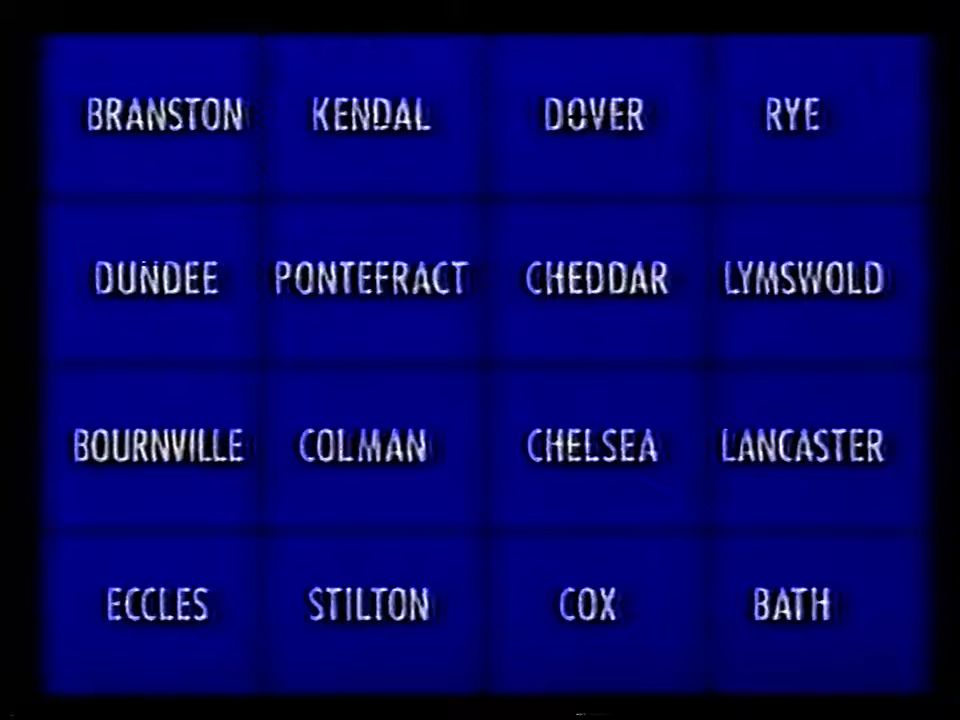 BRANSTON KENDAL DOVER RYE
DUNDEE PONTEFRACT CHEDDAR LYMSWOLD
BOURNVILLE COLMAN CHELSEA LANCASTER
ECCLES STILTON COX BATH